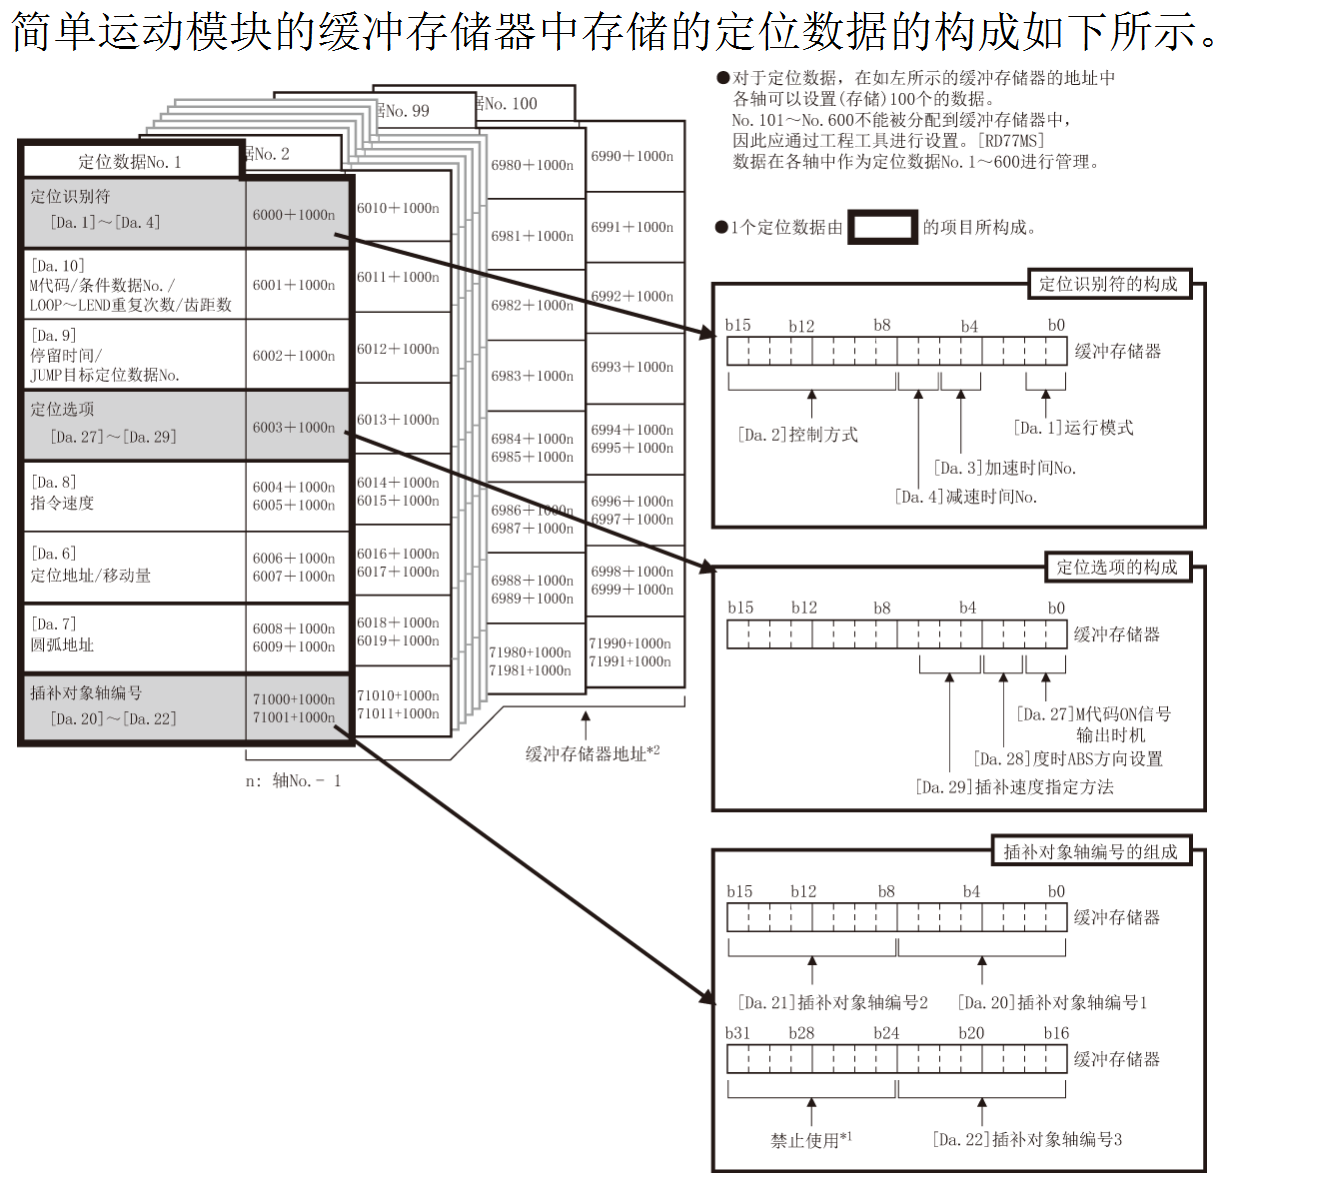 简单运动模块的缓冲存储器中存储的定位数据的构成如下所示。
定位数据No.1
据No.2
据No.99
据No.100
定位识别符
[Da.1]～[Da.4]
6000＋1000n
[Da.10]
M代码/条件数据No./
LOOP～LEND重复次数/齿距数
6001＋1000n
[Da.9]
停留时间/
JUMP目标定位数据No.
6002＋1000n
定位选项
[Da.27]～[Da.29]
6003＋1000n
[Da.8]
指令速度
6004＋1000n
6005＋1000n
[Da.6]
定位地址/移动量
6006＋1000n
6007＋1000n
[Da.7]
圆弧地址
6008＋1000n
6009＋1000n
插补对象轴编号
[Da.20]～[Da.22]
71000+1000n
71001+1000n
6010＋1000n
6011＋1000n
6012＋1000n
6013＋1000n
6014＋1000n
6015＋1000n
6016＋1000n
6017＋1000n
6018＋1000n
6019＋1000n
71010+1000n
71011+1000n
6980＋1000n
6981＋1000n
6982＋1000n
6983＋1000n
6984＋1000n
6985＋1000n
6986＋1000n
6987＋1000n
6988＋1000n
6989＋1000n
71980+1000n
71981+1000n
6990＋1000n
6991＋1000n
6992＋1000n
6993＋1000n
6994＋1000n
6995＋1000n
6996＋1000n
6997＋1000n
6998＋1000n
6999＋1000n
71990+1000n
71991+1000n
缓冲存储器地址*2
n: 轴No.－1
●对于定位数据，在如左所示的缓冲存储器的地址中
各轴可以设置(存储)100个的数据。
No.101～No.600不能被分配到缓冲存储器中，
因此应通过工程工具进行设置。[RD77MS]
数据在各轴中作为定位数据No.1～600进行管理。
●1个定位数据由 的项目所构成。
定位识别符的构成
b15 b12 b8 b4 b0
缓冲存储器
[Da.2]控制方式
[Da.1]运行模式
[Da.3]加速时间No.
[Da.4]减速时间No.
定位选项的构成
b15 b12 b8 b4 b0
缓冲存储器
[Da.27]M代码ON信号
输出时机
[Da.28]度时ABS方向设置
[Da.29]插补速度指定方法
插补对象轴编号的组成
b15 b12 b8 b4 b0
缓冲存储器
[Da.21]插补对象轴编号2
[Da.20]插补对象轴编号1
b31 b28 b24 b20 b16
缓冲存储器
禁止使用*1
[Da.22]插补对象轴编号3